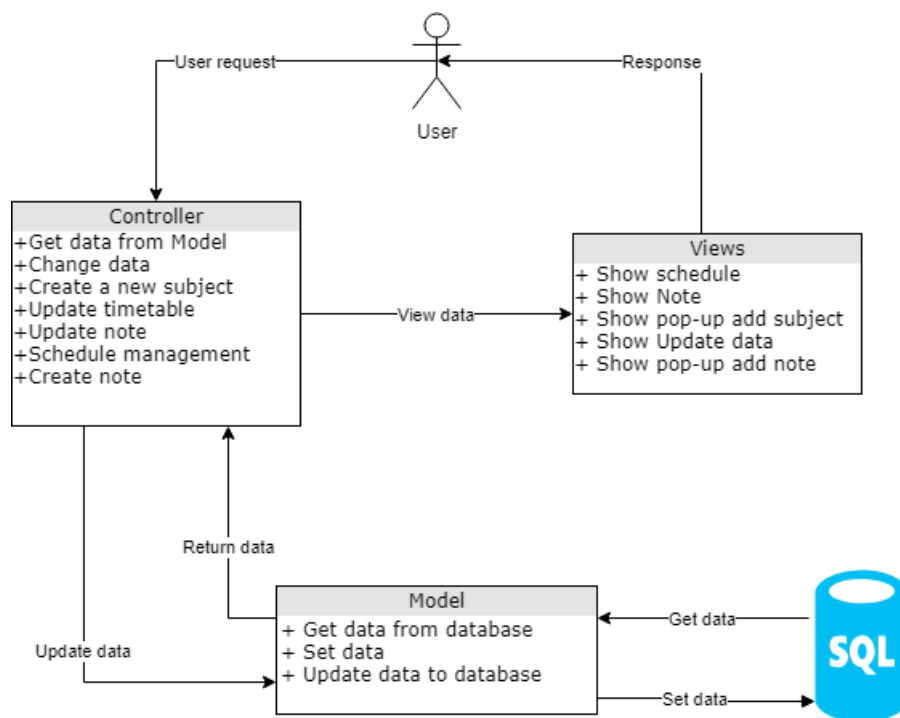 User request
Response
User
Controller
+Get data from Model
+Change data
+Create a new subject
+Update timetable
+Update note
+Schedule management
+Create note
View data
Views
+ Show schedule
+ Show Note
+ Show pop-up add subject
+ Show Update data
+ Show pop-up add note
Return data
Update data
Model
+ Get data from database
+ Set data
+ Update data to database
Get data
Set data
SQL